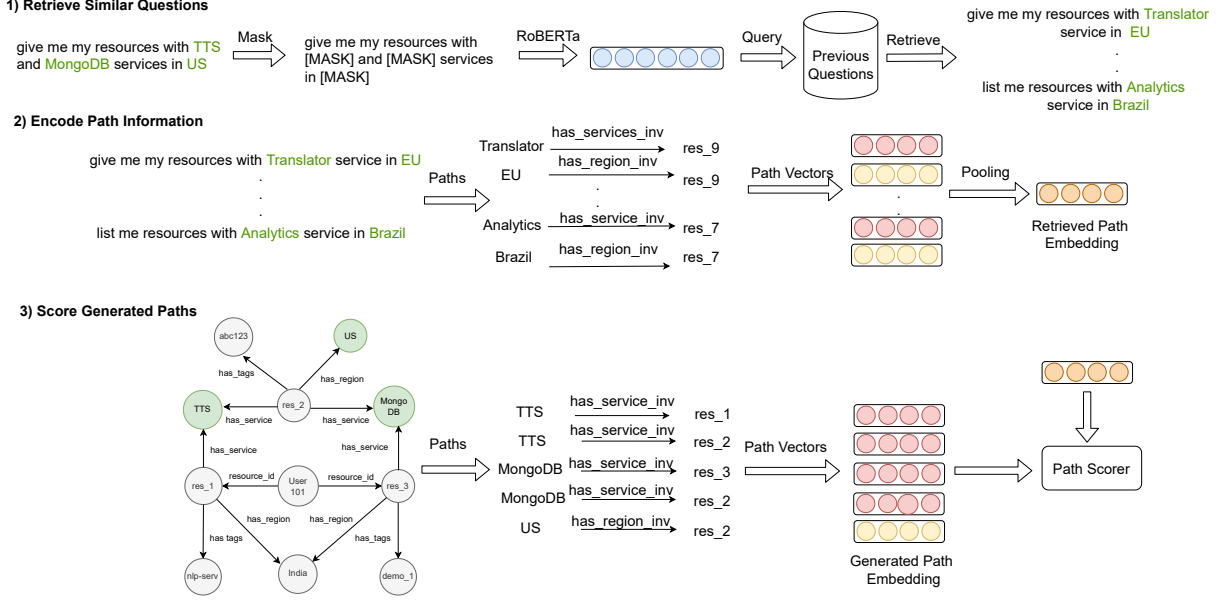 1) Retrieve Similar Questions
give me my resources with TTS
and MongoDB services in US
Mask
give me my resources with
[MASK] and [MASK] services
in [MASK]
RoBERTa
Query
Previous
Questions
Retrieve
give me my resources with Translator
service in EU
.
.
list me resources with Analytics
service in Brazil
2) Encode Path Information
give me my resources with Translator service in EU
.
.
.
list me resources with Analytics service in Brazil
Paths
Translator has_services_inv res_9
EU has_region_inv res_9
.
Analytics has_service_inv res_7
Brazil has_region_inv res_7
Path Vectors
.
Pooling
Retrieved Path
Embedding
3) Score Generated Paths
abc123
US
has_tags
has_region
TTS
res_2
Mongo
DB
has_service
has_service
has_service
has_service
res_1
resource_id
User
101
resource_id
res_3
has_region
has_region
has tags
has_tags
nlp-serv
India
demo_1
Paths
TTS has_service_inv res_1
TTS has_service_inv res_2
MongoDB has_service_inv res_3
MongoDB has_service_inv res_2
US has_region_inv res_2
Path Vectors
Generated Path
Embedding
Path Scorer